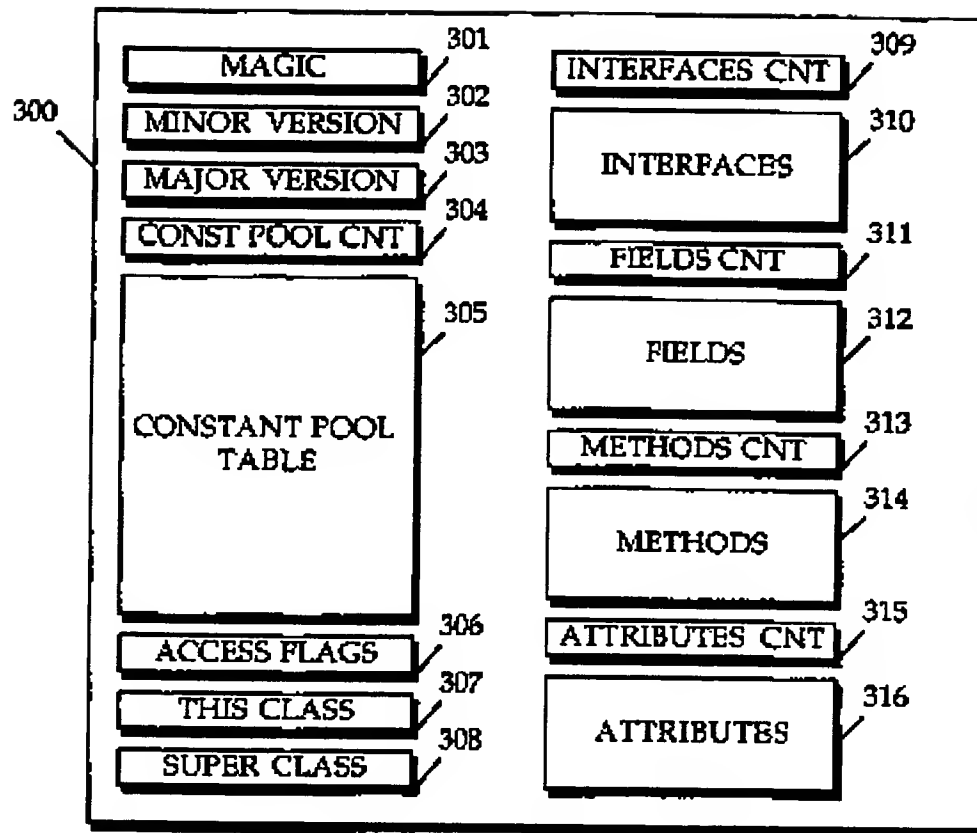 300
MAGIC 301
MINOR VERSION 302
MAJOR VERSION 303
CONST POOL CNT 304
CONSTANT POOL
TABLE
305
ACCESS FLAGS 306
THIS CLASS 307
SUPER CLASS 308
INTERFACES CNT 309
INTERFACES 310
FIELDS CNT 311
FIELDS 312
METHODS CNT 313
METHODS 314
ATTRIBUTES CNT 315
ATTRIBUTES 316